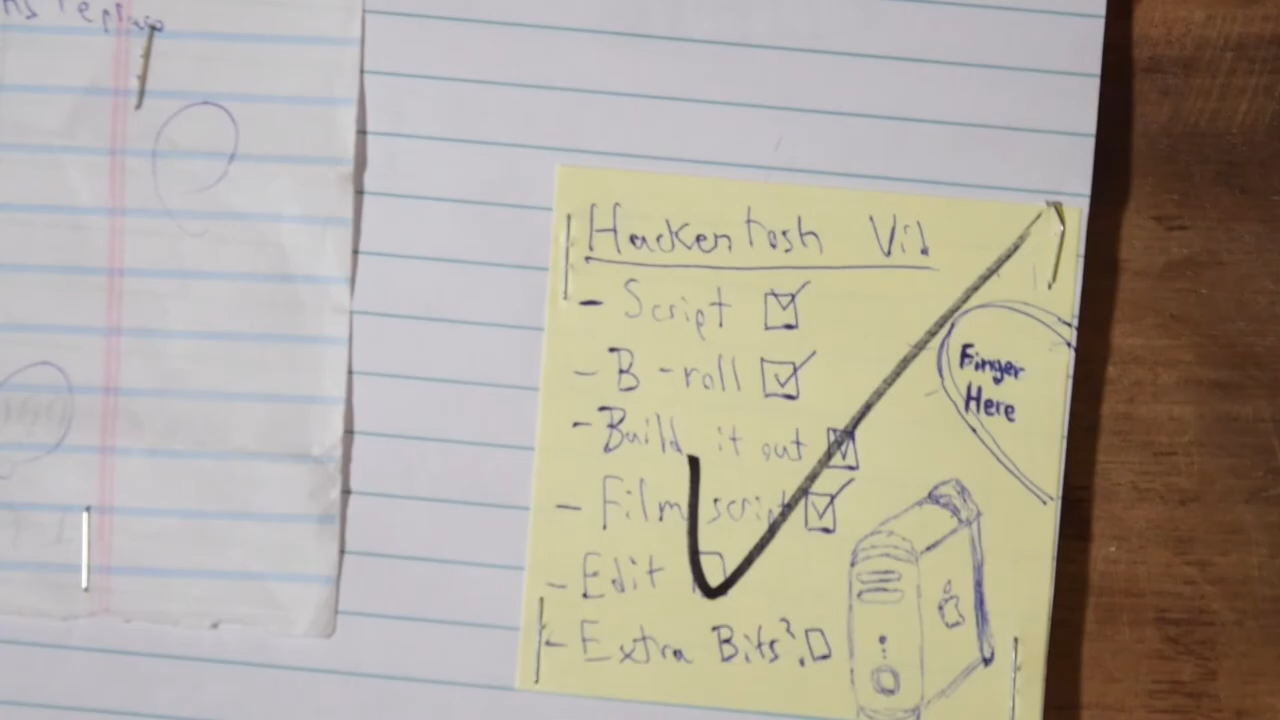 Hackentosh Vid
- Script
- B-roll
- Build it out
- Film script
- Edit
- Extra Bits?
Finger
Here